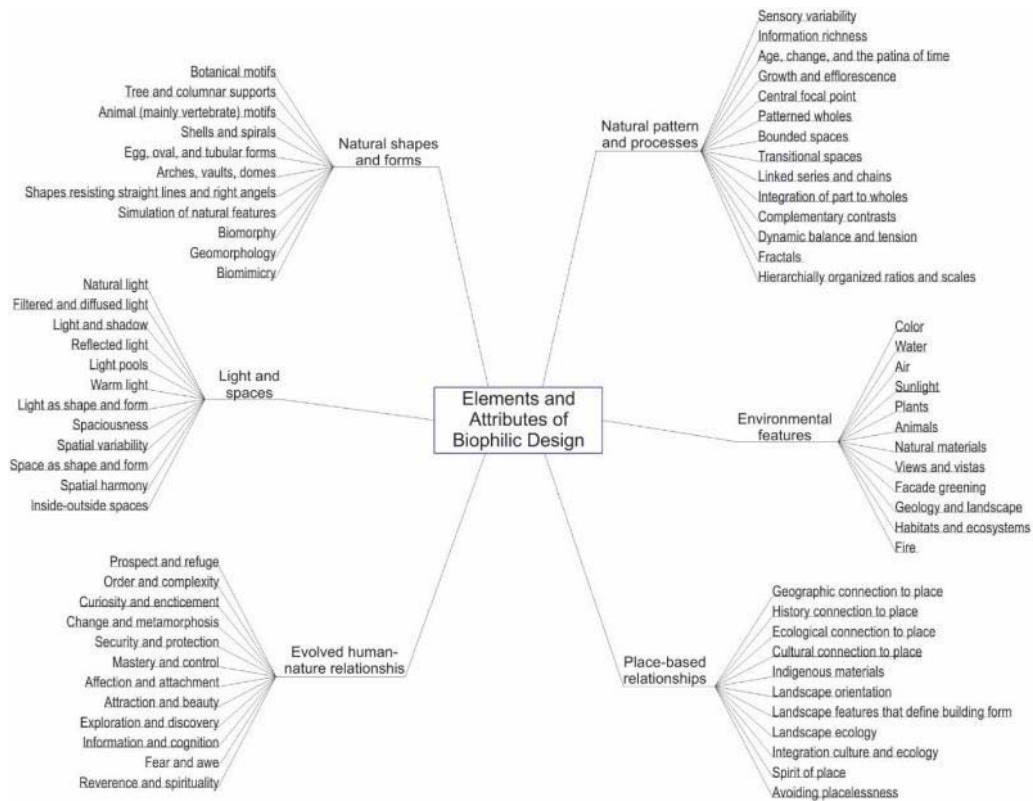 Botanical motifs
Tree and columnar supports
Animal (mainly vertebrate) motifs
Shells and spirals
Egg, oval, and tubular forms
Arches, vaults, domes
Shapes resisting straight lines and right angels
Simulation of natural features
Biomorphy
Geomorphology
Biomimicry
Natural shapes
and forms
Sensory variability
Information richness
Age, change, and the patina of time
Growth and efflorescence
Central focal point
Patterned wholes
Bounded spaces
Transitional spaces
Linked series and chains
Integration of part to wholes
Complementary contrasts
Dynamic balance and tension
Fractals
Hierarchially organized ratios and scales
Natural pattern
and processes
Natural light
Filtered and diffused light
Light and shadow
Reflected light
Light pools
Warm light
Light as shape and form
Spaciousness
Spatial variability
Space as shape and form
Spatial harmony
Inside-outside spaces
Light and
spaces
Elements and
Attributes of
Biophilic Design
Environmental
features
Color
Water
Air
Sunlight
Plants
Animals
Natural materials
Views and vistas
Facade greening
Geology and landscape
Habitats and ecosystems
Fire
Prospect and refuge
Order and complexity
Curiosity and encticement
Change and metamorphosis
Security and protection
Mastery and control
Affection and attachment
Attraction and beauty
Exploration and discovery
Information and cognition
Fear and awe
Reverence and spirituality
Evolved human-
nature relationshis
Place-based
relationships
Geographic connection to place
History connection to place
Ecological connection to place
Cultural connection to place
Indigenous materials
Landscape orientation
Landscape features that define building form
Landscape ecology
Integration culture and ecology
Spirit of place
Avoiding placelessness